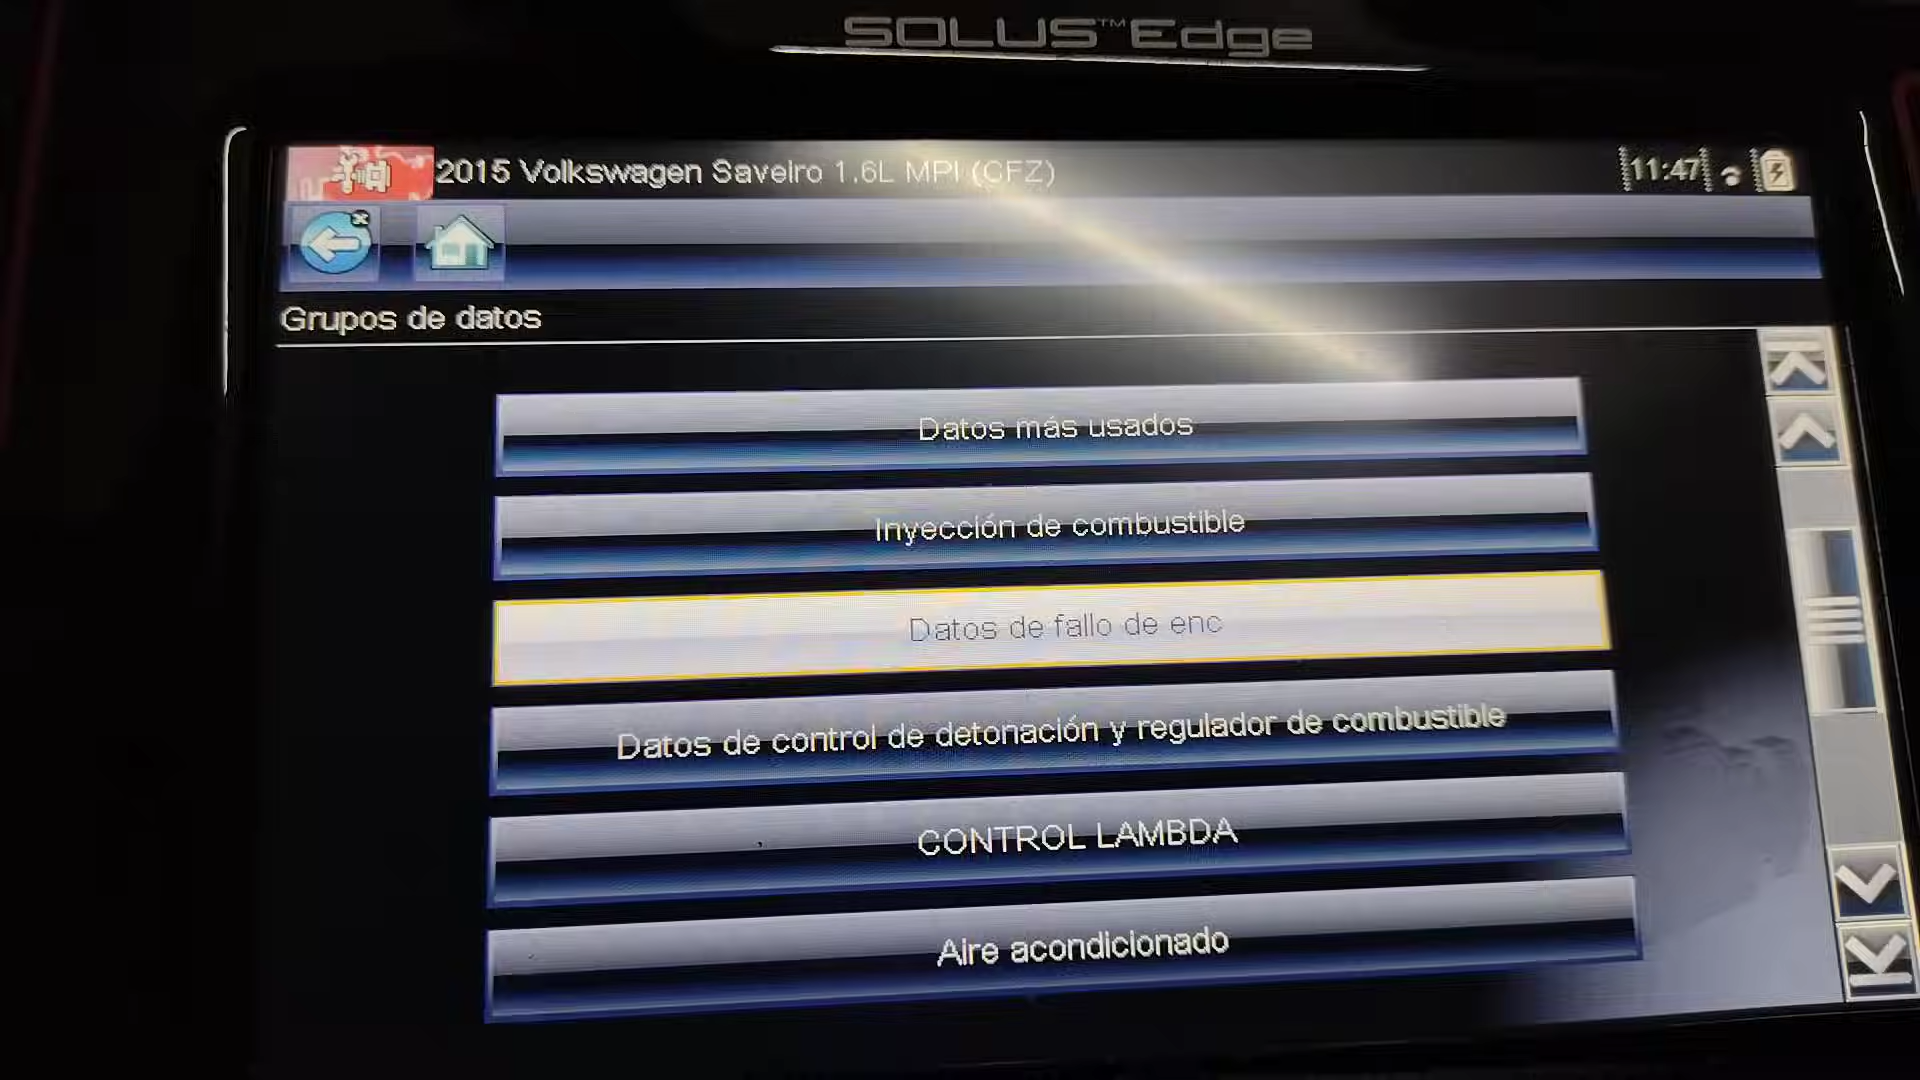 SOLUS™Edge
2015 Volkswagen Saveiro 1.6L MPI (CFZ)
11:47
Grupos de datos
Datos más usados
Inyección de combustible
Datos de fallo de enc
Datos de control de detonación y regulador de combustible
CONTROL LAMBDA
Aire acondicionado